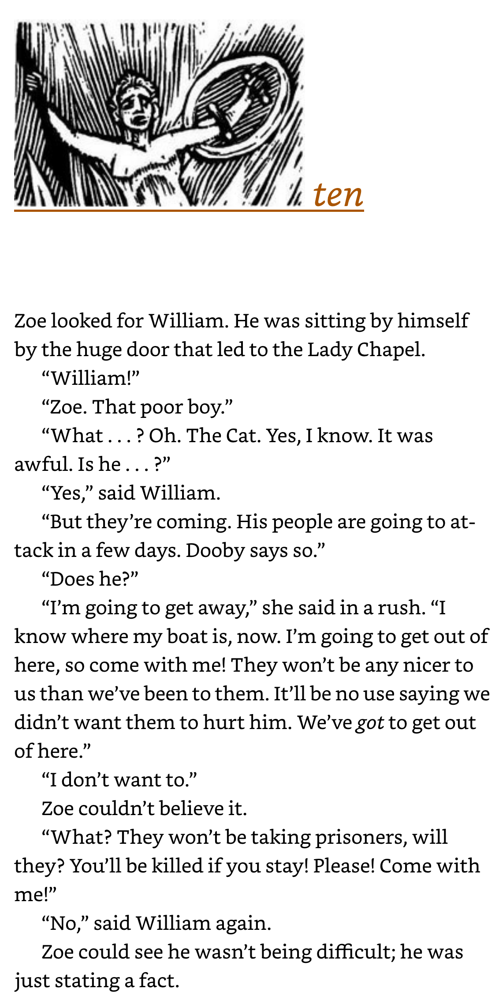 ten
Zoe looked for William. He was sitting by himself
by the huge door that led to the Lady Chapel.
“William!”
“Zoe. That poor boy.”
“What . . . ? Oh. The Cat. Yes, I know. It was
awful. Is he . . . ?”
“Yes,” said William.
“But they’re coming. His people are going to at-
tack in a few days. Dooby says so.”
“Does he?”
“I’m going to get away,” she said in a rush. “I
know where my boat is, now. I’m going to get out of
here, so come with me! They won’t be any nicer to
us than we’ve been to them. It’ll be no use saying we
didn’t want them to hurt him. We’ve got to get out
of here.”
“I don’t want to.”
Zoe couldn’t believe it.
“What? They won’t be taking prisoners, will
they? You’ll be killed if you stay! Please! Come with
me!”
“No,” said William again.
Zoe could see he wasn’t being difficult; he was
just stating a fact.